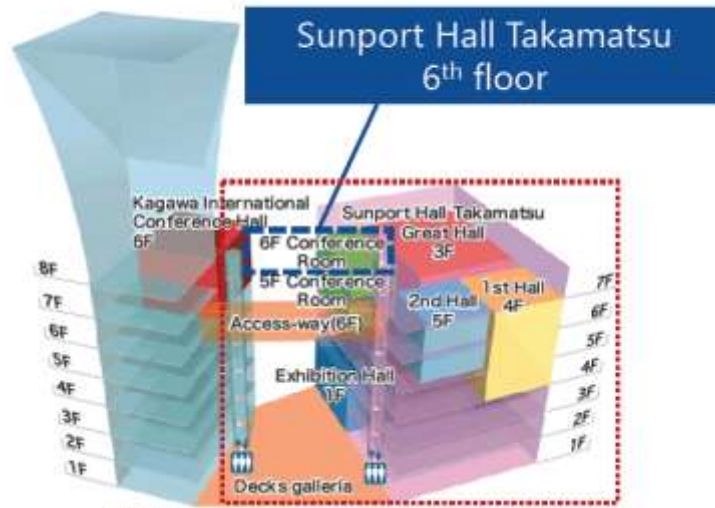 Sunport Hall Takamatsu
6th floor
Kagawa International
Conference Hall
6F
Sunport Hall Takamatsu
Great Hall
3F
6F Conference
Room
5F Conference
Room
1st Hall
4F
2nd Hall
5F
Access-way(6F)
Exhibition Hall
1F
Decks galleria
8F
7F
6F
5F
4F
3F
2F
1F
7F
6F
5F
4F
3F
2F
1F